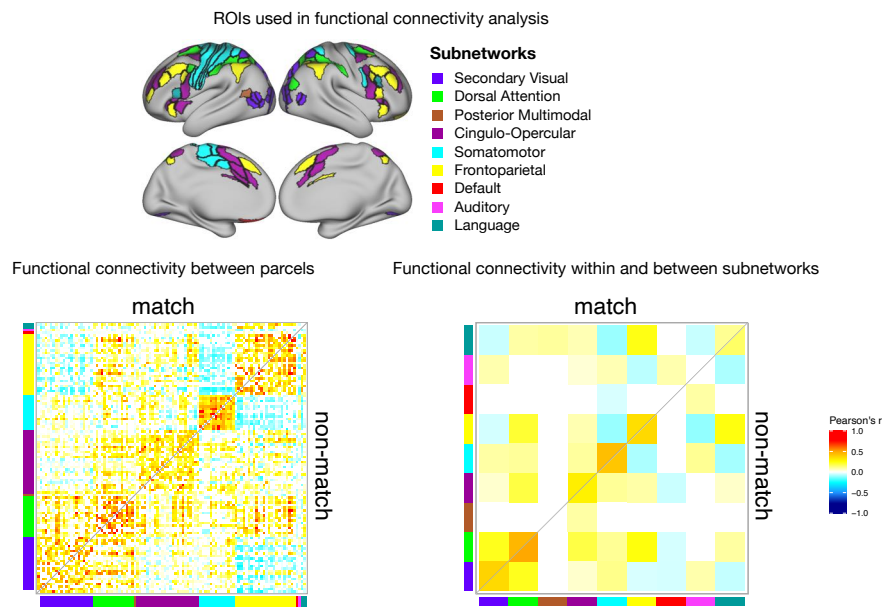 ROIs used in functional connectivity analysis
Subnetworks
Secondary Visual
Dorsal Attention
Posterior Multimodal
Cingulo-Opercular
Somatomotor
Frontoparietal
Default
Auditory
Language
Functional connectivity between parcels
Functional connectivity within and between subnetworks
match
match
non-match
non-match
Pearson's r
1.0
0.5
0.0
−0.5
−1.0